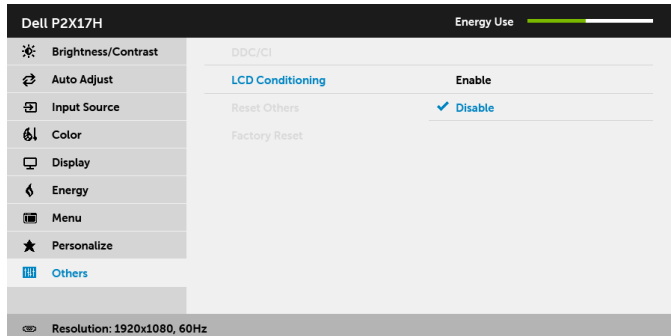 Dell P2X17H
Energy Use
Brightness/Contrast
DDC/CI
Auto Adjust
LCD Conditioning
Enable
Input Source
Reset Others
Disable
Color
Factory Reset
Display
Energy
Menu
Personalize
Others
Resolution: 1920x1080, 60Hz